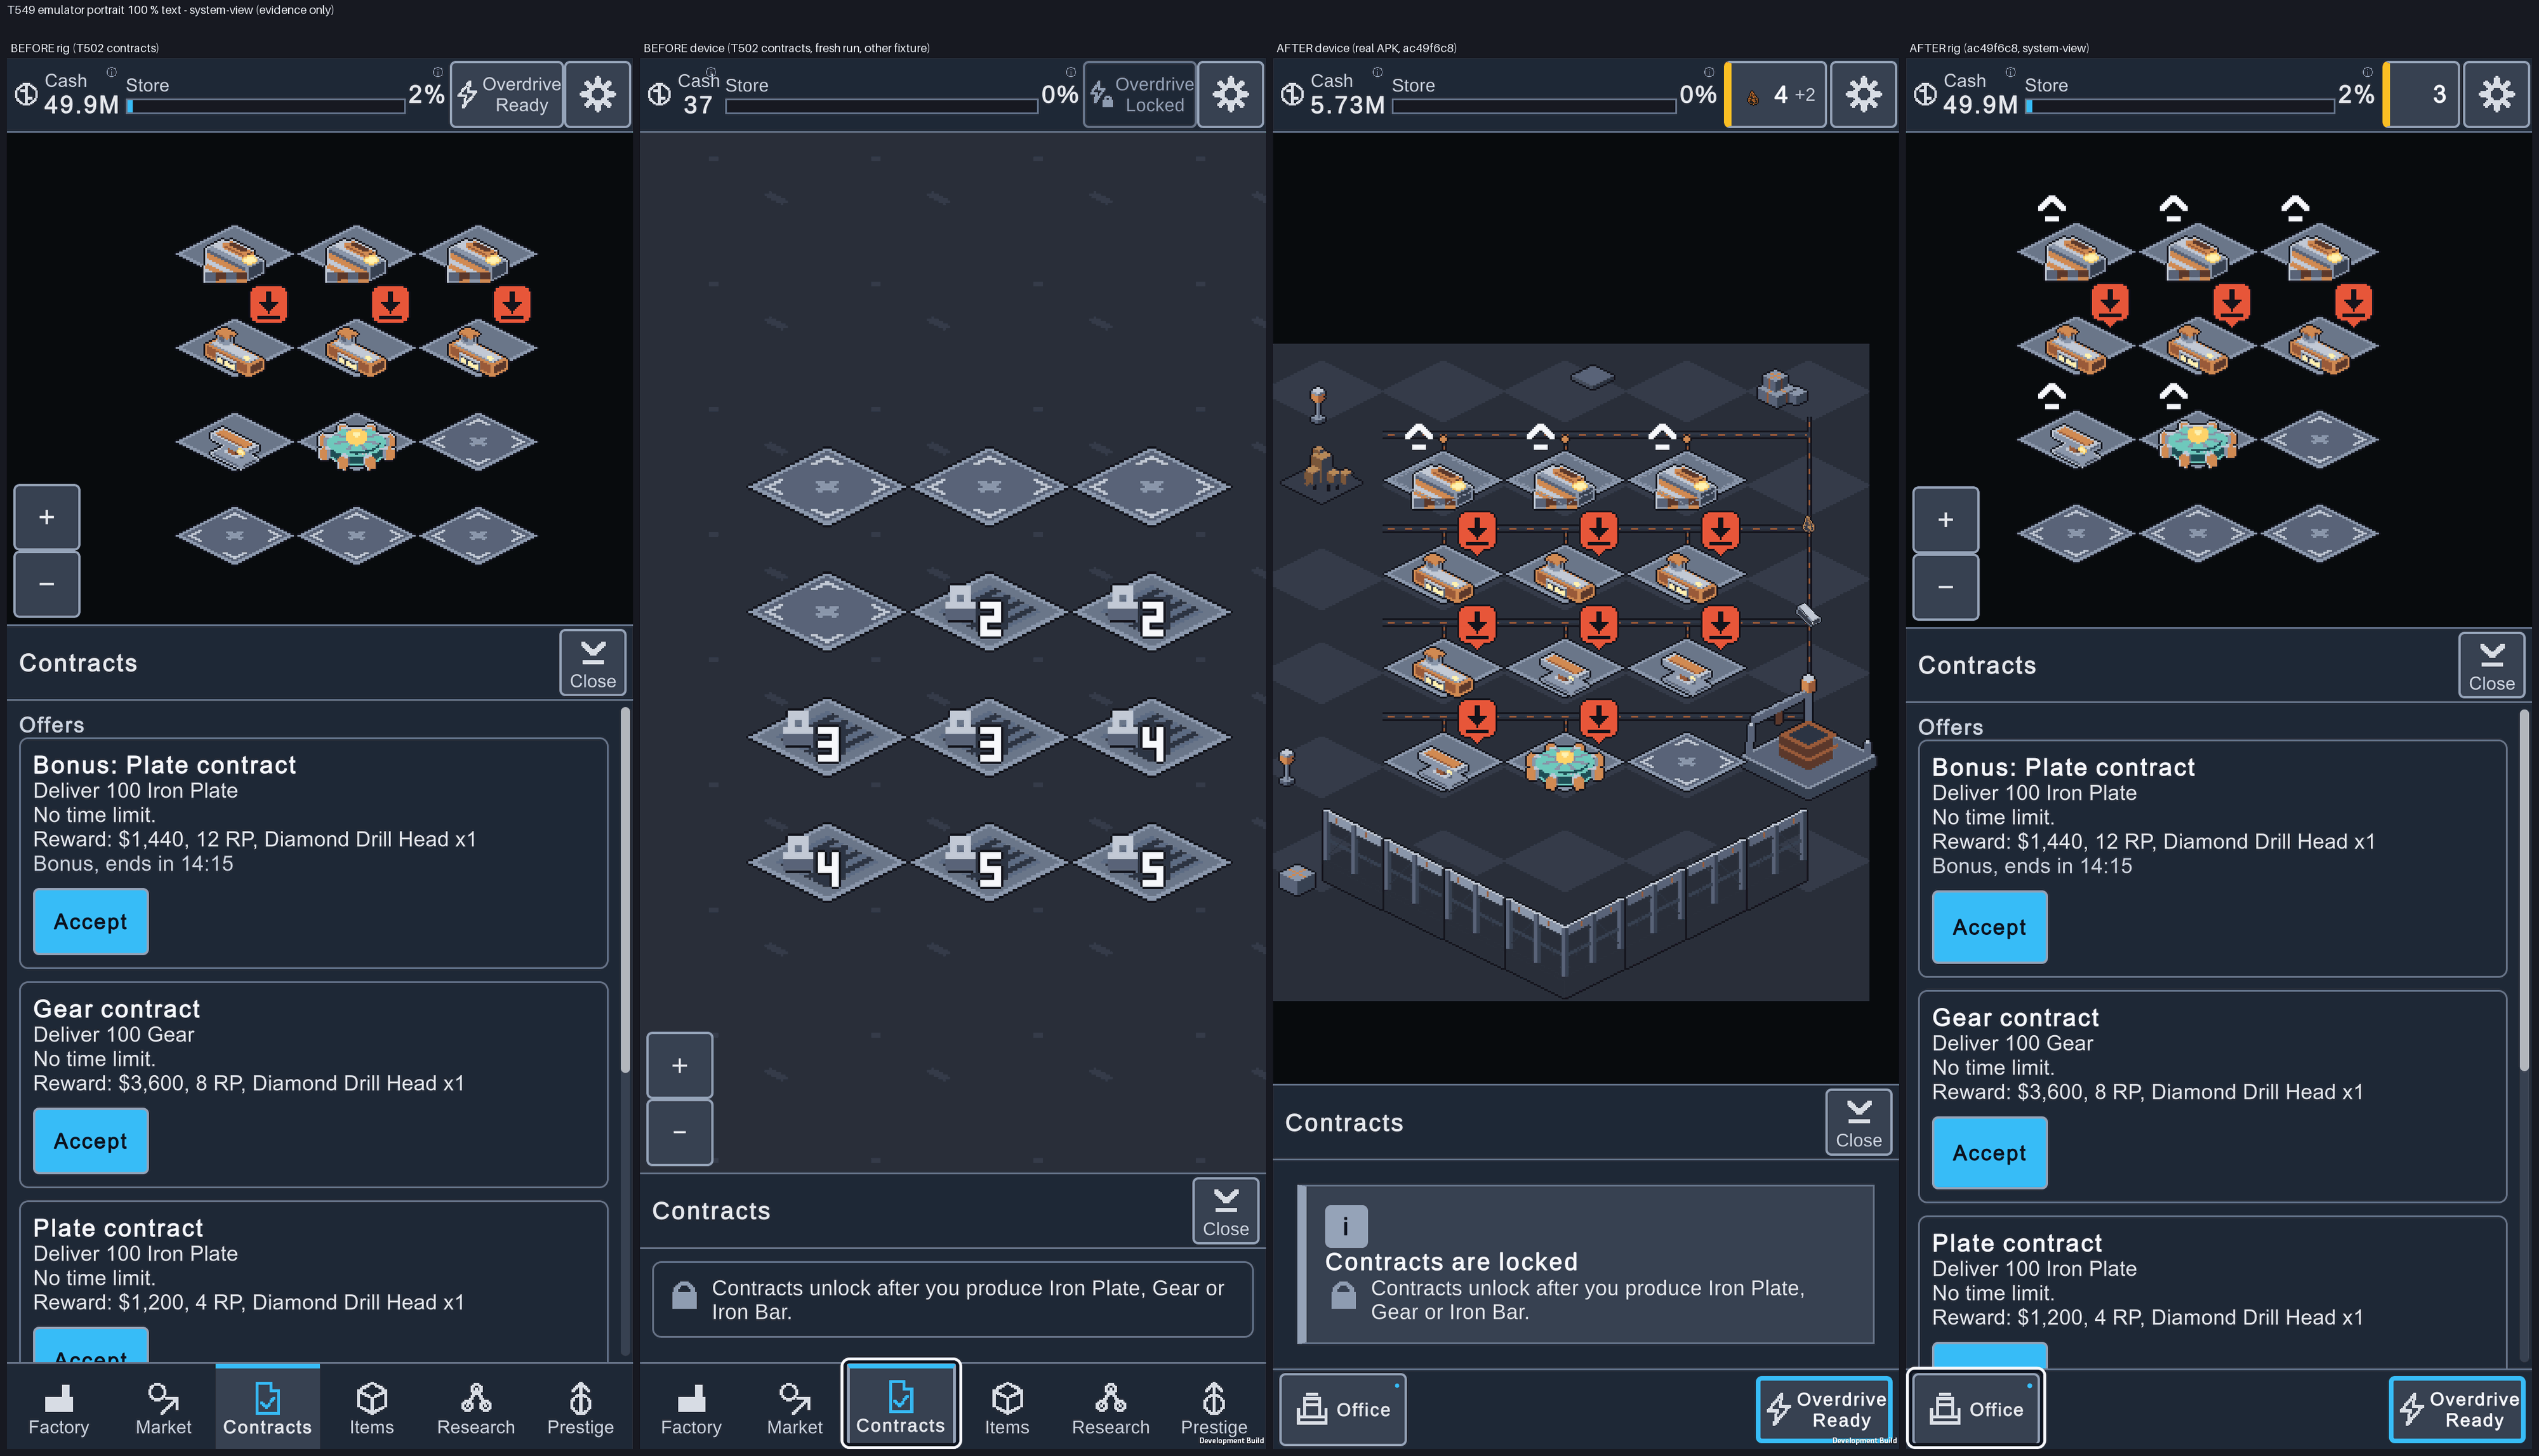 T549 emulator portrait 100 % text - system-view (evidence only)
BEFORE rig (T502 contracts)
Cash
49.9M
Store
2%
Overdrive
Ready
+
−
Contracts
Close
Offers
Bonus: Plate contract
Deliver 100 Iron Plate
No time limit.
Reward: $1,440, 12 RP, Diamond Drill Head x1
Bonus, ends in 14:15
Accept
Gear contract
Deliver 100 Gear
No time limit.
Reward: $3,600, 8 RP, Diamond Drill Head x1
Accept
Plate contract
Deliver 100 Iron Plate
No time limit.
Reward: $1,200, 4 RP, Diamond Drill Head x1
Accept
Factory
Market
Contracts
Items
Research
Prestige
BEFORE device (T502 contracts, fresh run, other fixture)
Cash
37
Store
0%
Overdrive
Locked
2
2
3
3
4
4
5
5
+
−
Contracts
Close
Contracts unlock after you produce Iron Plate, Gear or
Iron Bar.
Factory
Market
Contracts
Items
Research
Prestige
Development Build
AFTER device (real APK, ac49f6c8)
Cash
5.73M
Store
0%
4 +2
Contracts
Close
i
Contracts are locked
Contracts unlock after you produce Iron Plate,
Gear or Iron Bar.
Office
Overdrive
Ready
Development Build
AFTER rig (ac49f6c8, system-view)
Cash
49.9M
Store
2%
3
+
−
Contracts
Close
Offers
Bonus: Plate contract
Deliver 100 Iron Plate
No time limit.
Reward: $1,440, 12 RP, Diamond Drill Head x1
Bonus, ends in 14:15
Accept
Gear contract
Deliver 100 Gear
No time limit.
Reward: $3,600, 8 RP, Diamond Drill Head x1
Accept
Plate contract
Deliver 100 Iron Plate
No time limit.
Reward: $1,200, 4 RP, Diamond Drill Head x1
Office
Overdrive
Ready